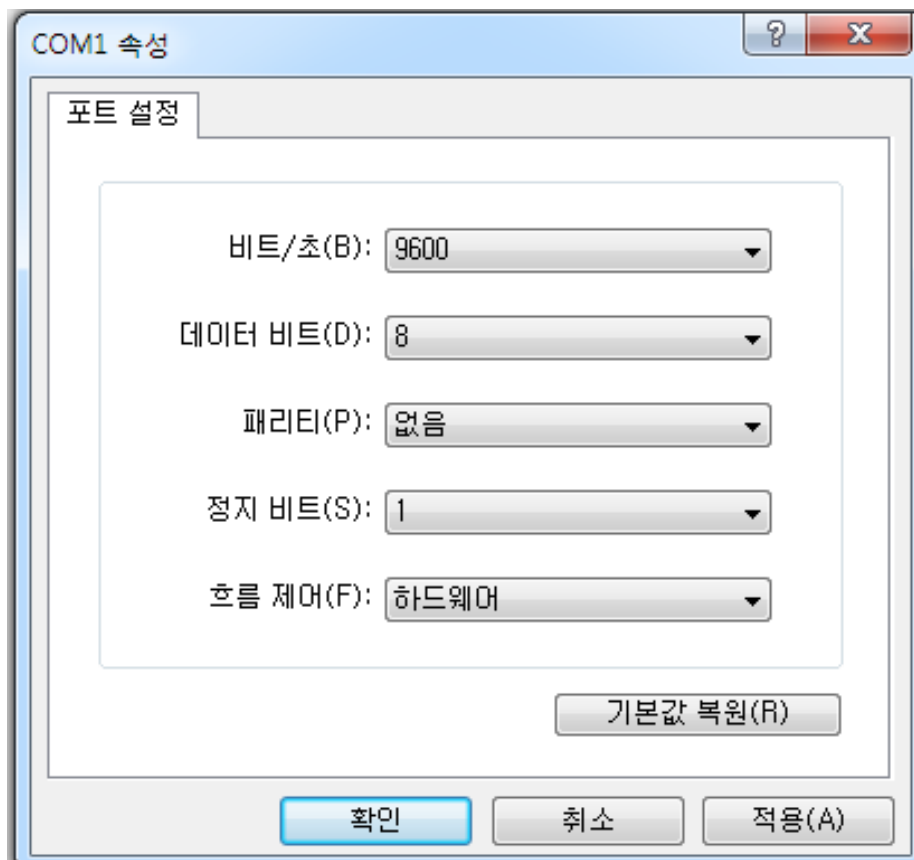 COM1 속성
포트 설정
비트/초(B): 9600
데이터 비트(D): 8
패리티(P): 없음
정지 비트(S): 1
흐름 제어(F): 하드웨어
기본값 복원(R)
확인 취소 적용(A)